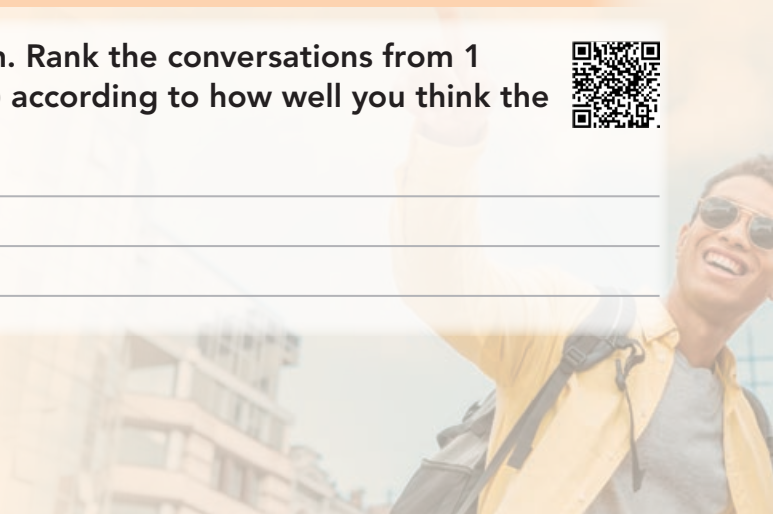 n. Rank the conversations from 1
according to how well you think the